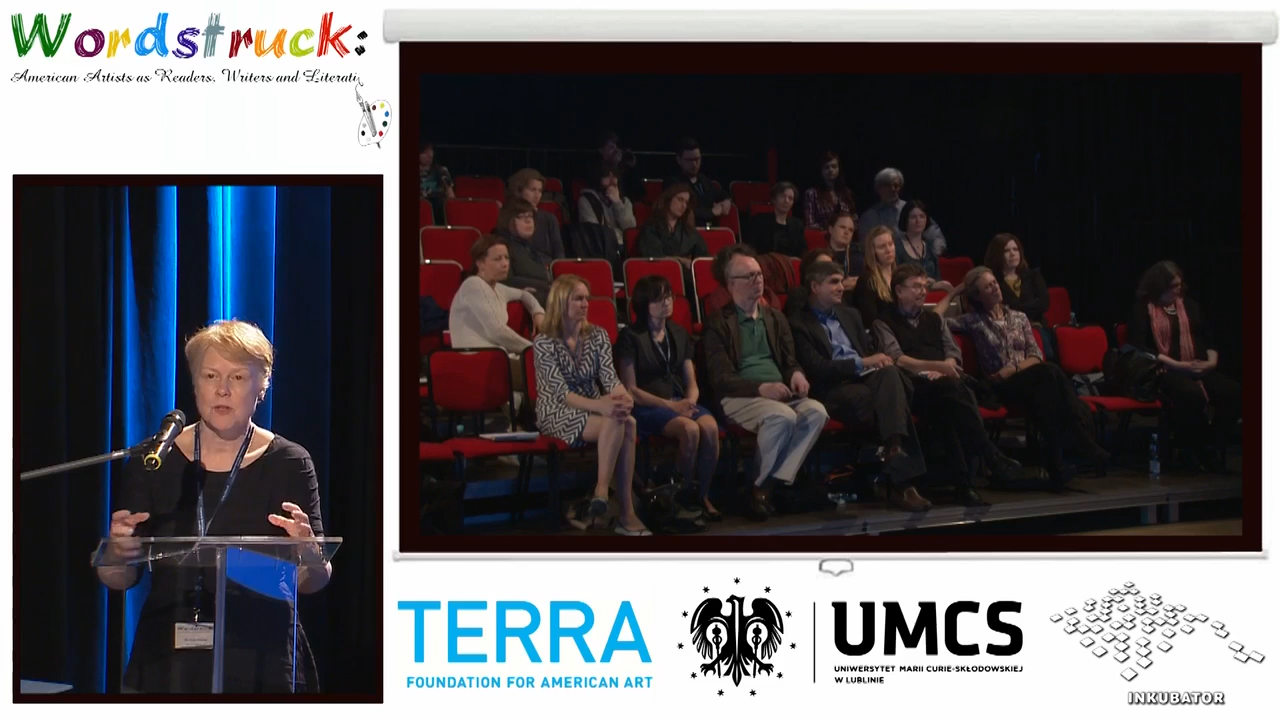 Wordstruck:
American Artists as Readers, Writers and Literati
TERRA
FOUNDATION FOR AMERICAN ART
UMCS
UNIWERSYTET MARII CURIE-SKŁODOWSKIEJ
W LUBLINIE
INKUBATOR